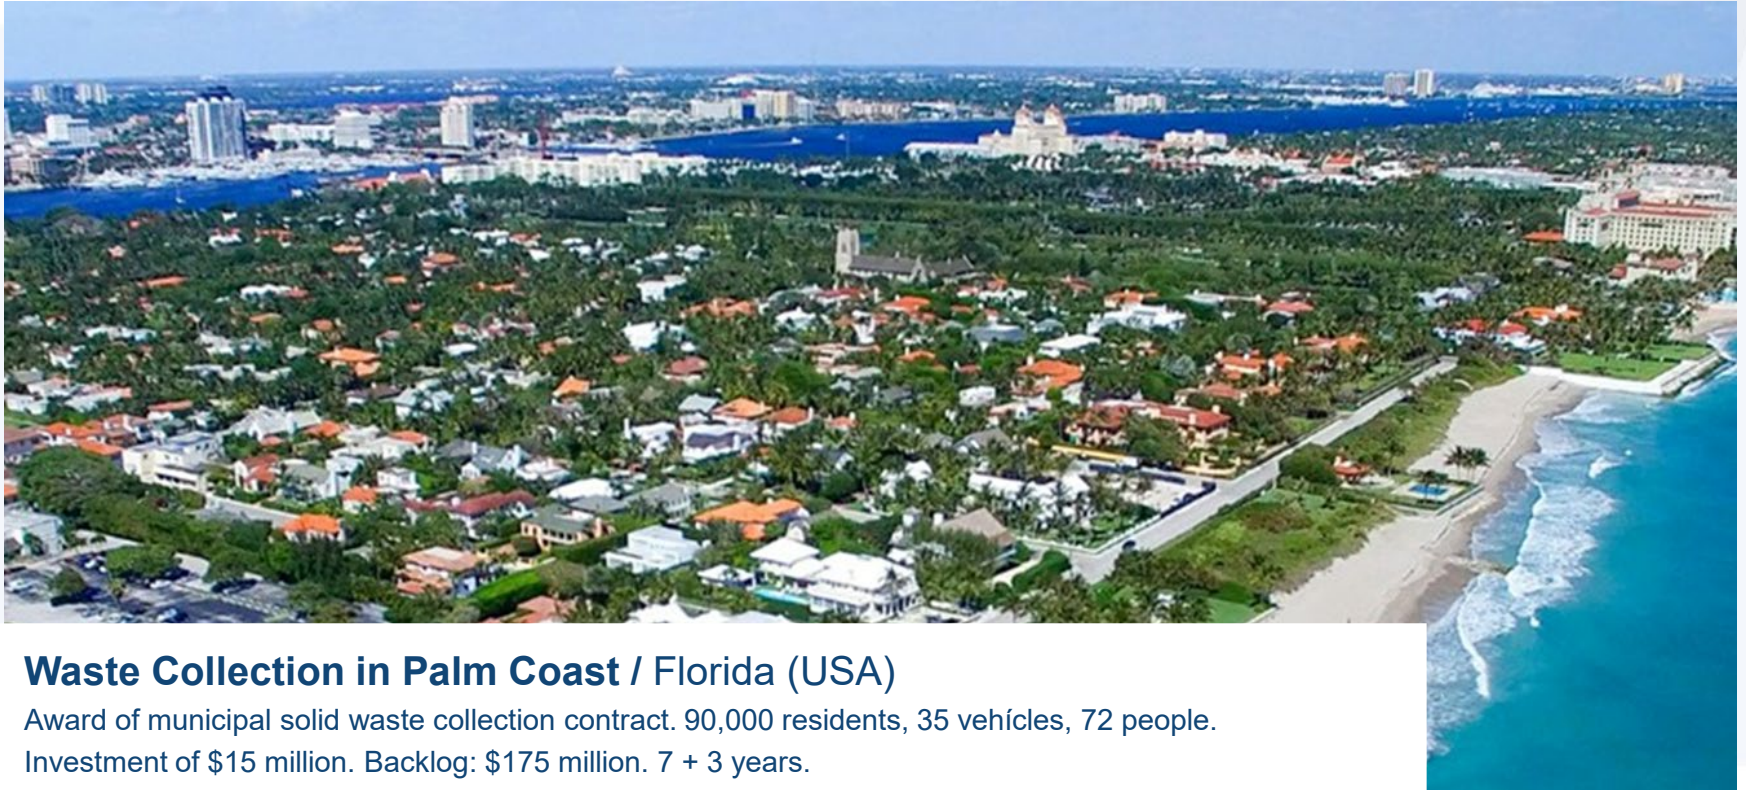 Waste Collection in Palm Coast / Florida (USA)
Award of municipal solid waste collection contract. 90,000 residents, 35 vehícles, 72 people.
Investment of $15 million. Backlog: $175 million. 7 + 3 years.